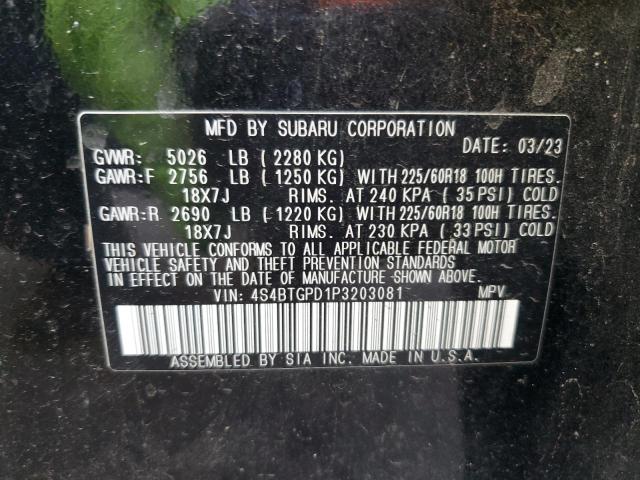 MFD BY SUBARU CORPORATION
DATE: 03/23
GVWR: 5026 LB (2280 KG)
GAWR:F 2756 LB (1250 KG) WITH 225/60R18 100H TIRES.
18X7J RIMS. AT 240 KPA (35 PSI) COLD
GAWR:R 2690 LB (1220 KG) WITH 225/60R18 100H TIRES.
18X7J RIMS. AT 230 KPA (33 PSI) COLD
THIS VEHICLE CONFORMS TO ALL APPLICABLE FEDERAL MOTOR
VEHICLE SAFETY AND THEFT PREVENTION STANDARDS IN
EFFECT ON THE DATE OF MANUFACTURE SHOWN ABOVE.
VIN: 4S4BTGPD1P3203081 MPV
ASSEMBLED BY SIA INC. MADE IN U.S.A.